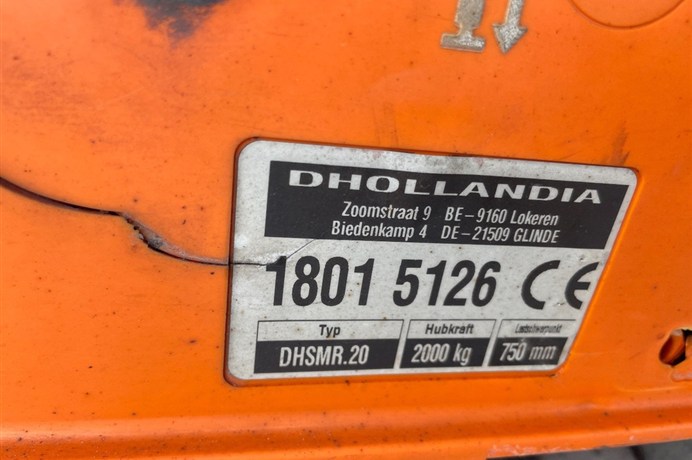 DHOLLANDIA
Zoomstraat 9 BE-9160 Lokeren
Biedenkamp 4 DE-21509 GLINDE
1801 5126 CE
Typ Hubkraft Lastschwerpunkt
DHSMR.20 2000 kg 750 mm